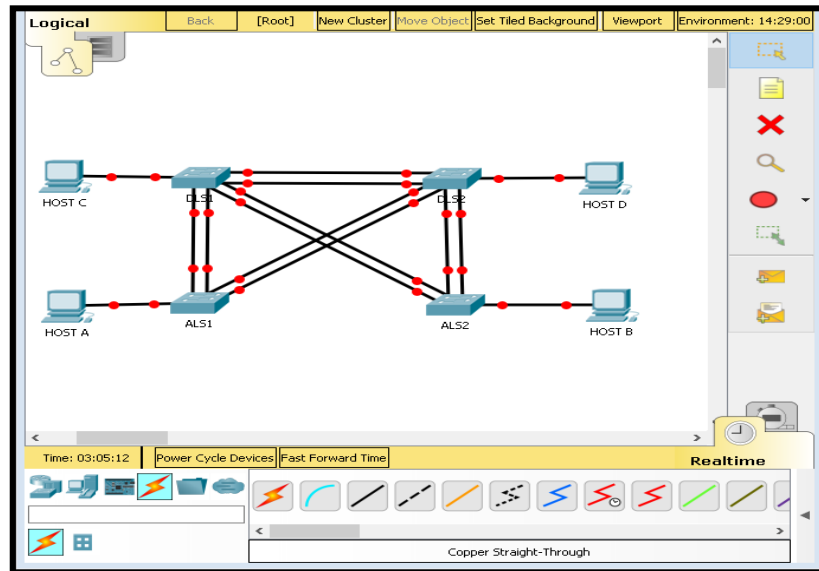 Logical Back [Root] New Cluster Move Object Set Tiled Background Viewport Environment: 14:29:00
HOST C DLS1 DLS2 HOST D
HOST A ALS1 ALS2 HOST B
Time: 03:05:12 Power Cycle Devices Fast Forward Time Realtime
Copper Straight-Through